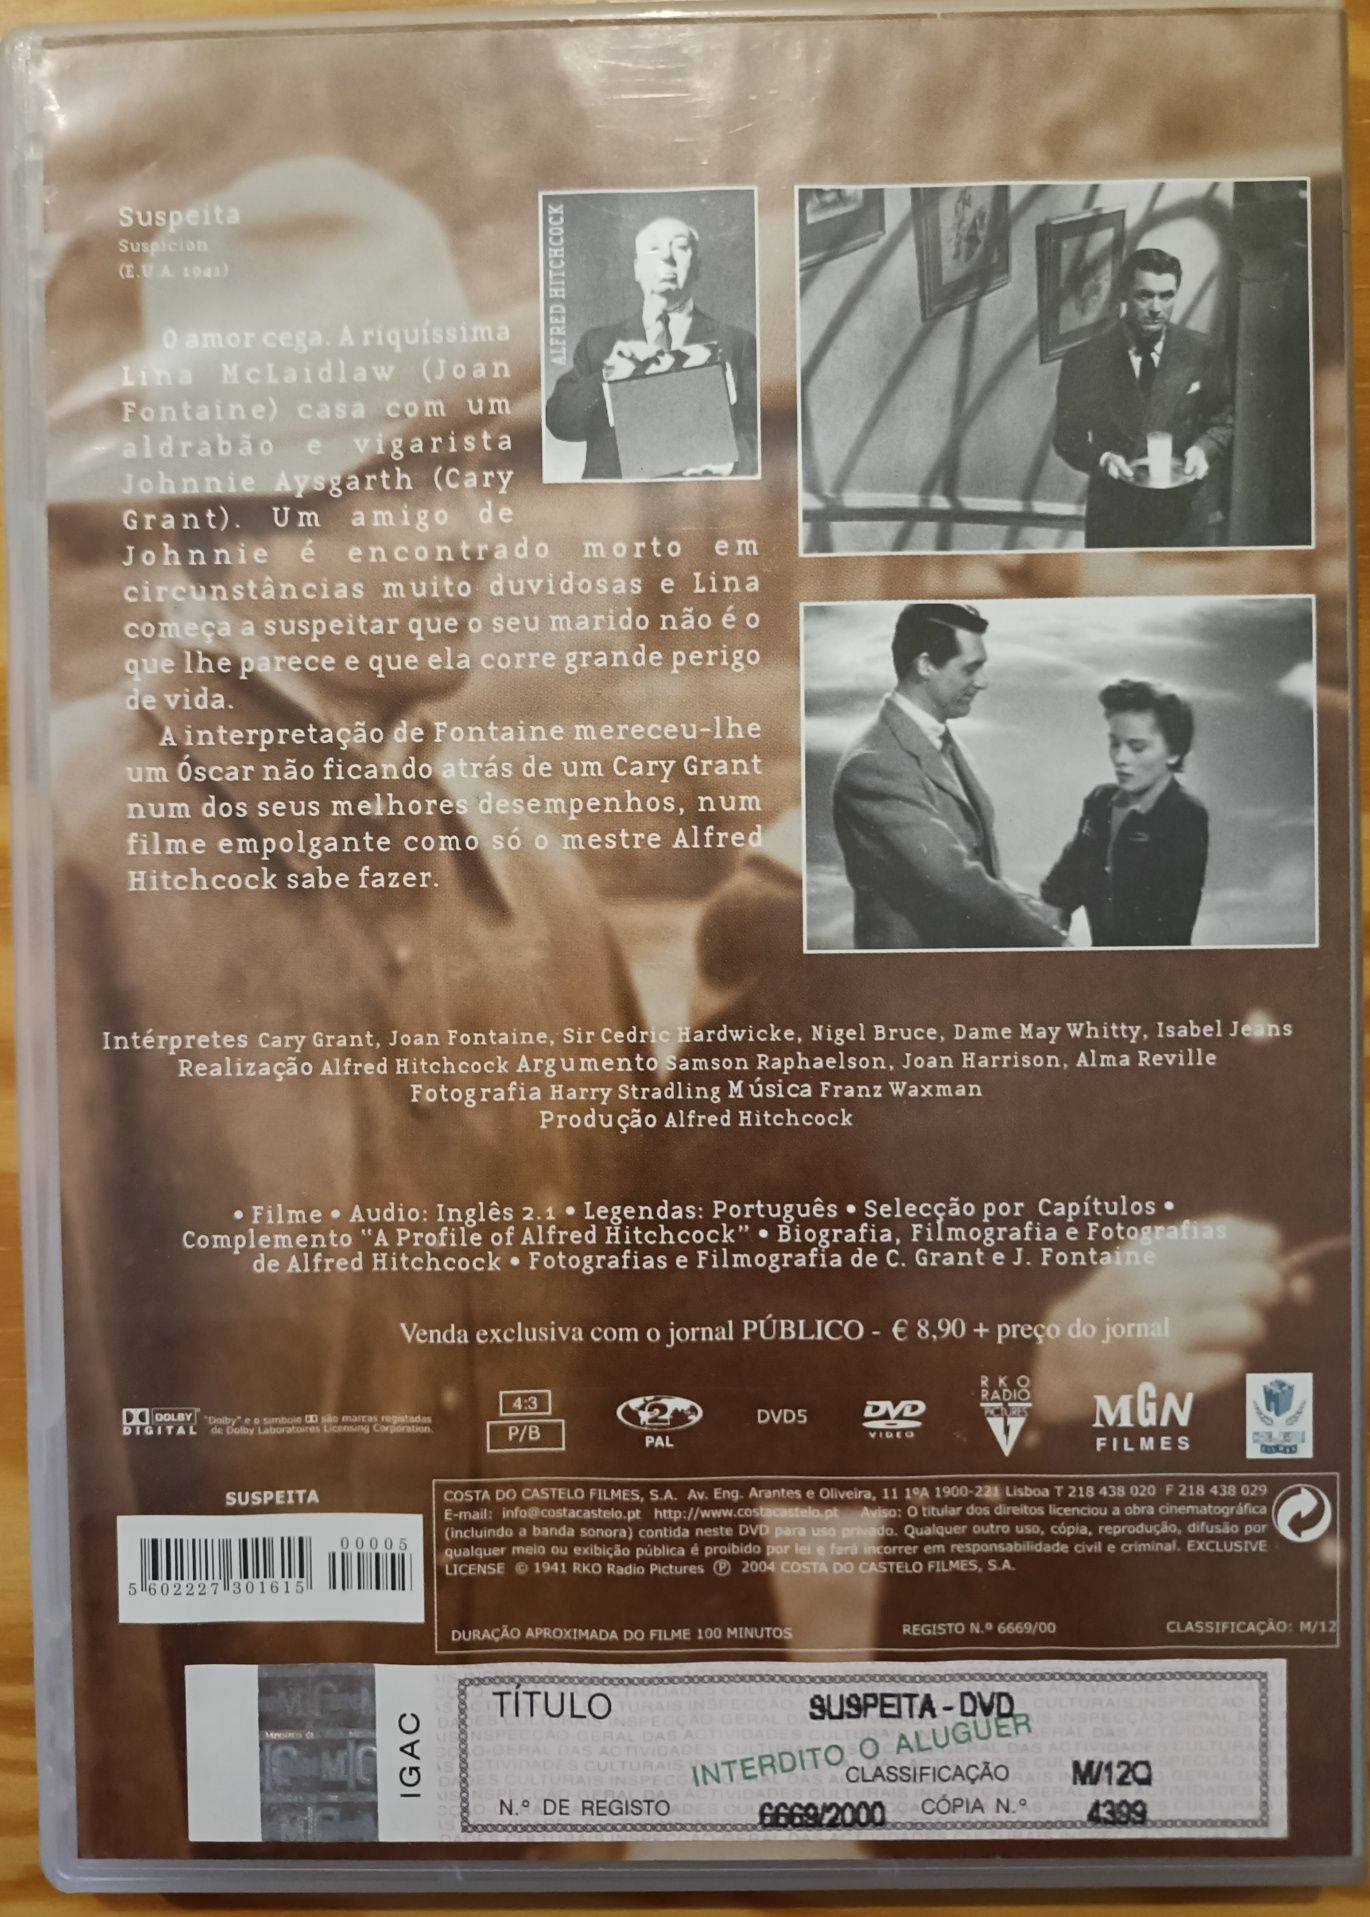 Suspeita
Suspicion
(E.U.A. 1941)
ALFRED HITCHCOCK
O amor cega. A riquíssima
Lina McLaidlaw (Joan
Fontaine) casa com um
aldrabão e vigarista
Johnnie Aysgarth (Cary
Grant). Um amigo de
Johnnie é encontrado morto em
circunstâncias muito duvidosas e Lina
começa a suspeitar que o seu marido não é o
que lhe parece e que ela corre grande perigo
de vida.
A interpretação de Fontaine mereceu-lhe
um Óscar não ficando atrás de um Cary Grant
num dos seus melhores desempenhos, num
filme empolgante como só o mestre Alfred
Hitchcock sabe fazer.
Intérpretes Cary Grant, Joan Fontaine, Sir Cedric Hardwicke, Nigel Bruce, Dame May Whitty, Isabel Jeans
Realização Alfred Hitchcock Argumento Samson Raphaelson, Joan Harrison, Alma Reville
Fotografia Harry Stradling Música Franz Waxman
Produção Alfred Hitchcock
• Filme • Audio: Inglês 2.1 • Legendas: Português • Selecção por Capítulos •
Complemento "A Profile of Alfred Hitchcock" • Biografia, Filmografia e Fotografias
de Alfred Hitchcock • Fotografias e Filmografia de C. Grant e J. Fontaine
Venda exclusiva com o jornal PÚBLICO - € 8,90 + preço do jornal
DOLBY
DIGITAL
"Dolby" e o simbolo são marcas registadas
de Dolby Laboratoires Licensing Corporation.
4:3
P/B
2
PAL
DVD5
DVD
VIDEO
RKO
RADIO
PICTURES
MGN
FILMES
SUSPEITA
00005
5 602227 301615
COSTA DO CASTELO FILMES, S.A. Av. Eng. Arantes e Oliveira, 11 1ºA 1900-221 Lisboa T 218 438 020 F 218 438 029
E-mail: info@costacastelo.pt http://www.costacastelo.pt Aviso: O titular dos direitos licenciou a obra cinematográfica
(incluindo a banda sonora) contida neste DVD para uso privado. Qualquer outro uso, cópia, reprodução, difusão por
qualquer meio ou exibição pública é proibido por lei e fará incorrer em responsabilidade civil e criminal. EXCLUSIVE
LICENSE © 1941 RKO Radio Pictures Ⓟ 2004 COSTA DO CASTELO FILMES, S.A.
DURAÇÃO APROXIMADA DO FILME 100 MINUTOS REGISTO N.º 6669/00 CLASSIFICAÇÃO: M/12
IGAC
TÍTULO SUSPEITA - DVD
INTERDITO O ALUGUER
CLASSIFICAÇÃO M/12Q
N.º DE REGISTO 6669/2000 CÓPIA N.º 4399